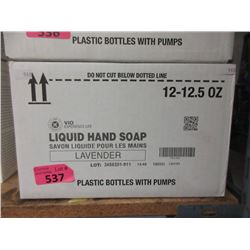 PLASTIC BOTTLES WITH PUMPS
DO NOT CUT BELOW DOTTED LINE
12-12.5 OZ
VIO
LIQUID HAND SOAP
SAVON LIQUIDE POUR LES MAINS
LAVENDER
537
PLASTIC BOTTLES WITH PUMPS